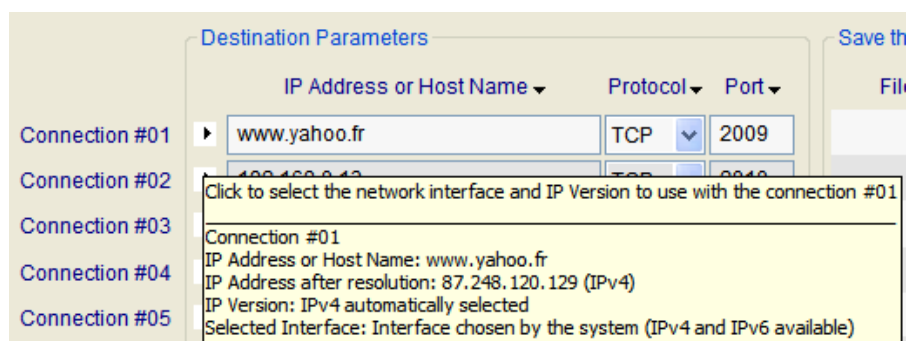 Destination Parameters
Save th
IP Address or Host Name
Protocol
Port
File
Connection #01
www.yahoo.fr
TCP
2009
Connection #02
Click to select the network interface and IP Version to use with the connection #01
Connection #03
Connection #01
IP Address or Host Name: www.yahoo.fr
Connection #04
IP Address after resolution: 87.248.120.129 (IPv4)
IP Version: IPv4 automatically selected
Connection #05
Selected Interface: Interface chosen by the system (IPv4 and IPv6 available)